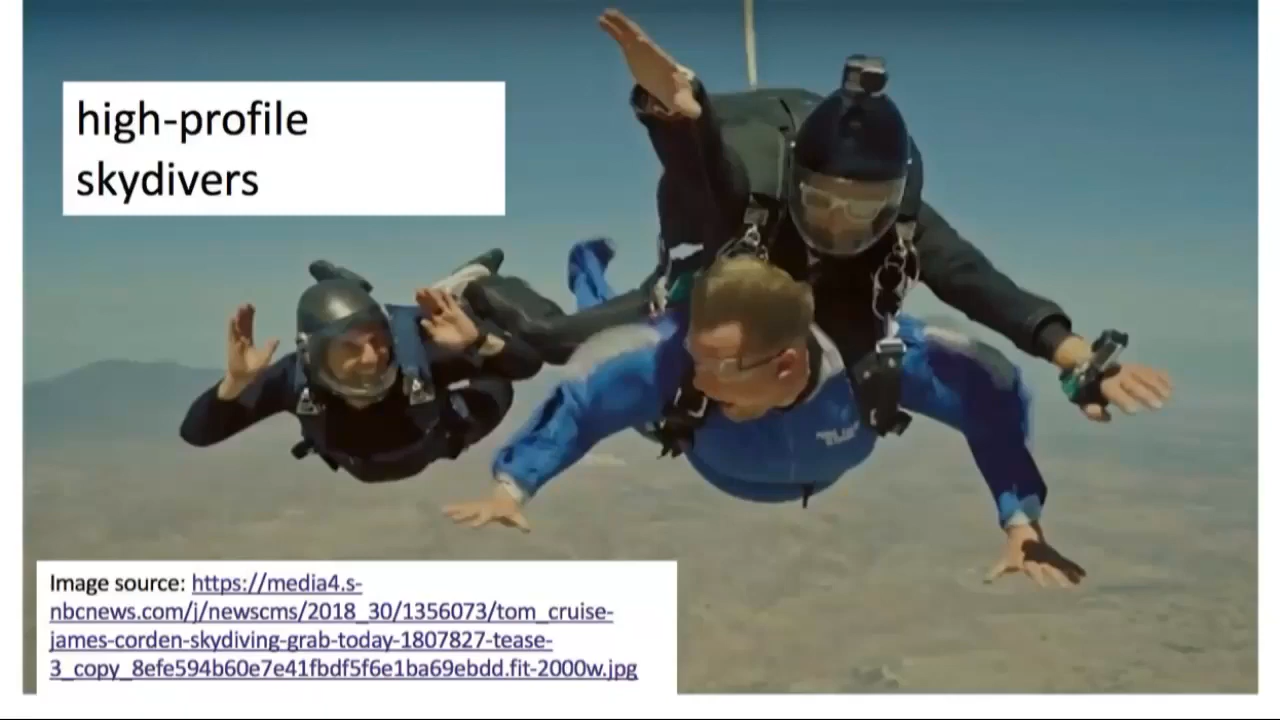 high-profile
skydivers
Image source: https://media4.s-
nbcnews.com/j/newscms/2018_30/1356073/tom_cruise-
james-corden-skydiving-grab-today-1807827-tease-
3_copy_8efe594b60e7e41fbdf5f6e1ba69ebdd.fit-2000w.jpg